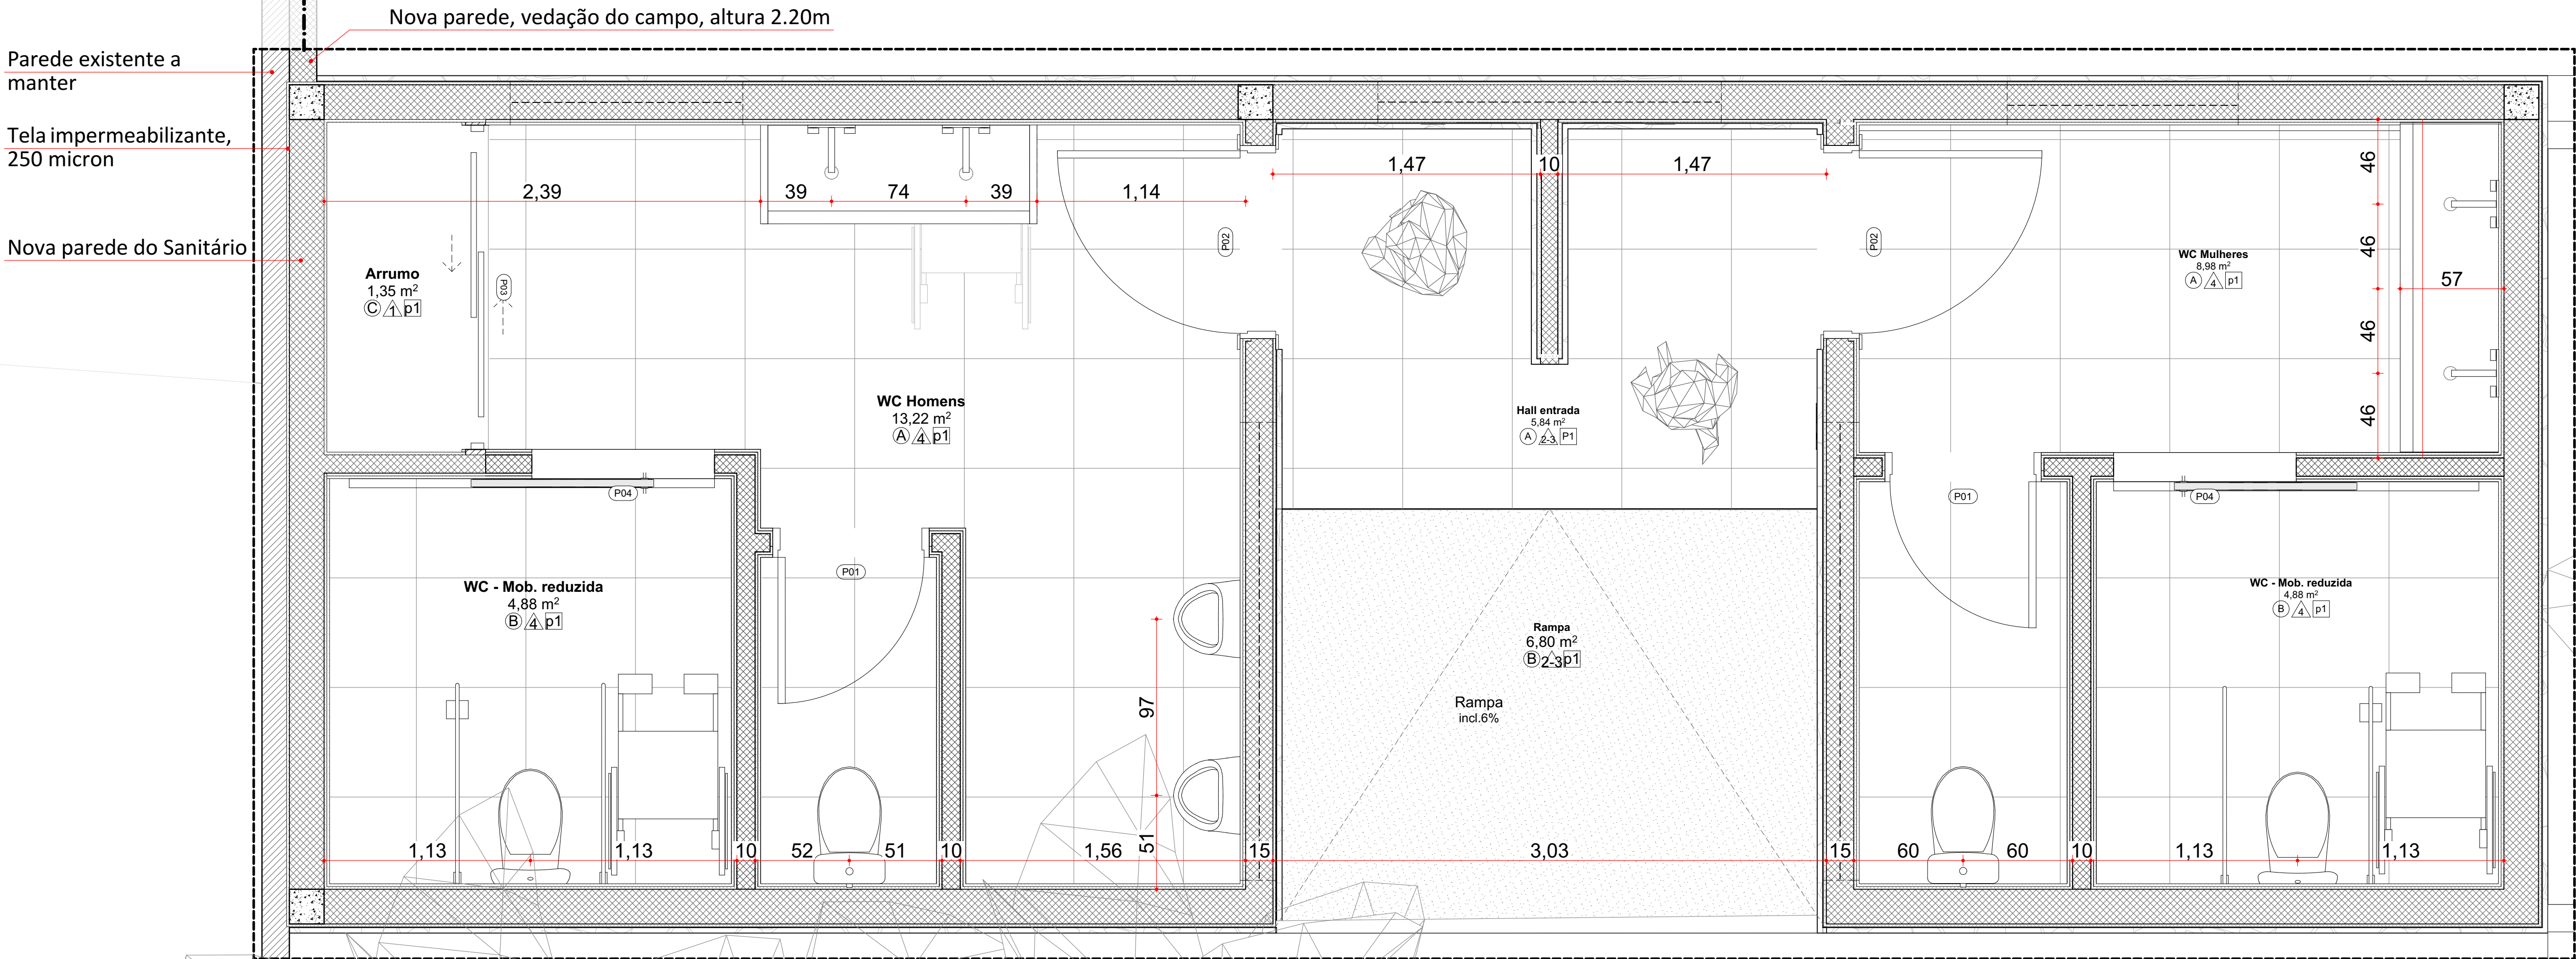 Nova parede, vedação do campo, altura 2.20m
Parede existente a
manter
Tela impermeabilizante,
250 micron
Nova parede do Sanitário
2,39
39
74
39
1,14
1,47
10
1,47
46
46
46
46
57
P02
P02
P03
Arrumo
1,35 m²
C 1 p1
WC Homens
13,22 m²
A 4 p1
Hall entrada
5,84 m²
A 2-3 P1
WC Mulheres
8,98 m²
A 4 p1
P04
P01
P01
P04
WC - Mob. reduzida
4,88 m²
B 4 p1
Rampa
6,80 m²
B 2-3 p1
Rampa
incl.6%
WC - Mob. reduzida
4,88 m²
B 4 p1
97
51
1,13
1,13
10
52
51
10
1,56
15
3,03
15
60
60
10
1,13
1,13